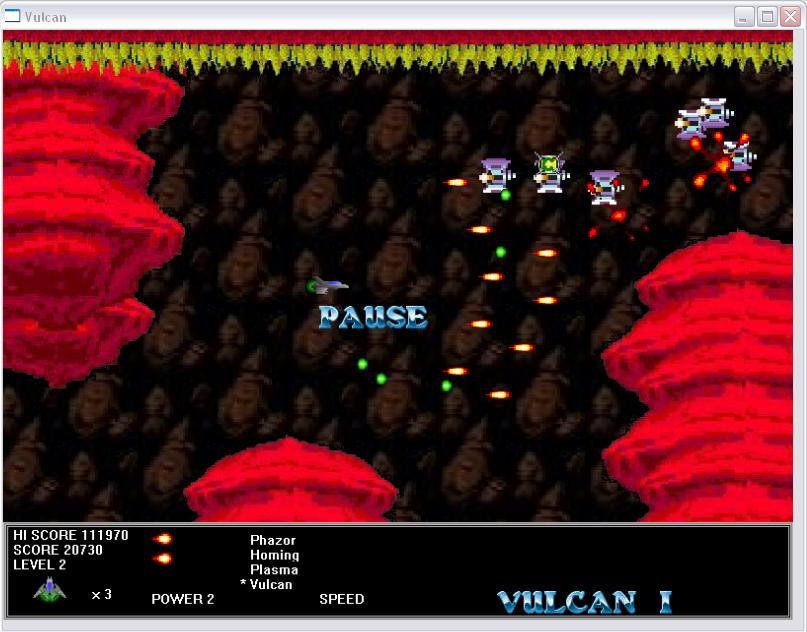 Vulcan
PAUSE
HI SCORE 111970
SCORE 20730
LEVEL 2
x 3
POWER 2
Phazor
Homing
Plasma
* Vulcan
SPEED
VULCAN I